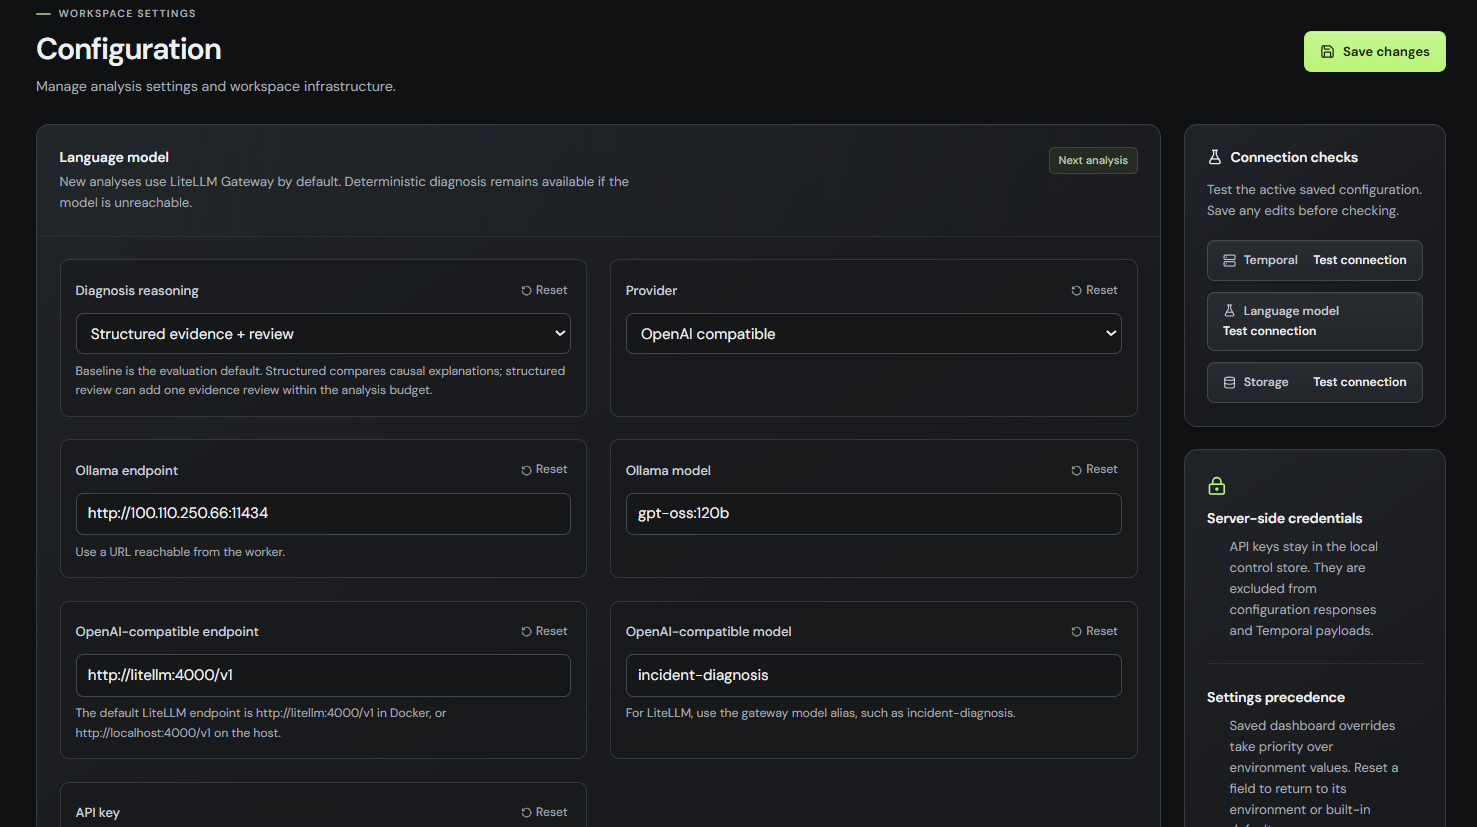 WORKSPACE SETTINGS
Configuration
Manage analysis settings and workspace infrastructure.
Save changes
Language model
New analyses use LiteLLM Gateway by default. Deterministic diagnosis remains available if the
model is unreachable.
Next analysis
Diagnosis reasoning
Reset
Structured evidence + review
Baseline is the evaluation default. Structured compares causal explanations; structured
review can add one evidence review within the analysis budget.
Provider
Reset
OpenAI compatible
Ollama endpoint
Reset
http://100.110.250.66:11434
Use a URL reachable from the worker.
Ollama model
Reset
gpt-oss:120b
OpenAI-compatible endpoint
Reset
http://litellm:4000/v1
The default LiteLLM endpoint is http://litellm:4000/v1 in Docker, or
http://localhost:4000/v1 on the host.
OpenAI-compatible model
Reset
incident-diagnosis
For LiteLLM, use the gateway model alias, such as incident-diagnosis.
API key
Reset
Connection checks
Test the active saved configuration.
Save any edits before checking.
Temporal Test connection
Language model
Test connection
Storage Test connection
Server-side credentials
API keys stay in the local
control store. They are
excluded from
configuration responses
and Temporal payloads.
Settings precedence
Saved dashboard overrides
take priority over
environment values. Reset a
field to return to its
environment or built-in